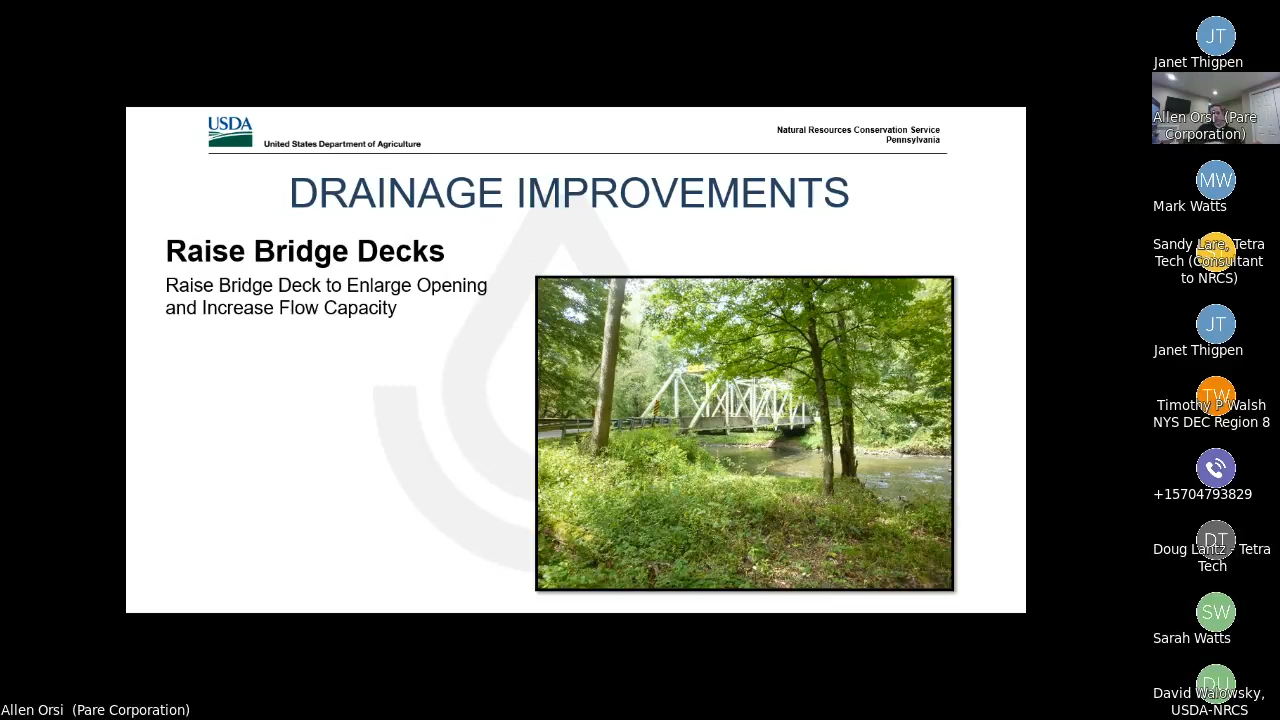 USDA
United States Department of Agriculture
Natural Resources Conservation Service
Pennsylvania
DRAINAGE IMPROVEMENTS
Raise Bridge Decks
Raise Bridge Deck to Enlarge Opening
and Increase Flow Capacity
JT
Janet Thigpen
Allen Orsi (Pare
Corporation)
MW
Mark Watts
Sandy Lare, Tetra
Tech (Consultant
to NRCS)
JT
Janet Thigpen
TW
Timothy P Walsh
NYS DEC Region 8
+15704793829
DT
Doug Lantz - Tetra
Tech
SW
Sarah Watts
DU
David Walowsky,
USDA-NRCS
Allen Orsi (Pare Corporation)